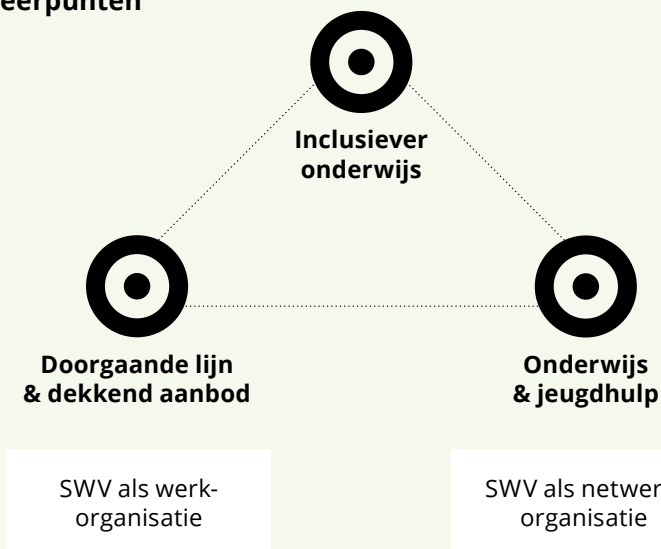 eerpunten
Inclusiever
onderwijs
Doorgaande lijn
& dekkend aanbod
Onderwijs
& jeugdhulp
SWV als werk-
organisatie
SWV als netwer
organisatie